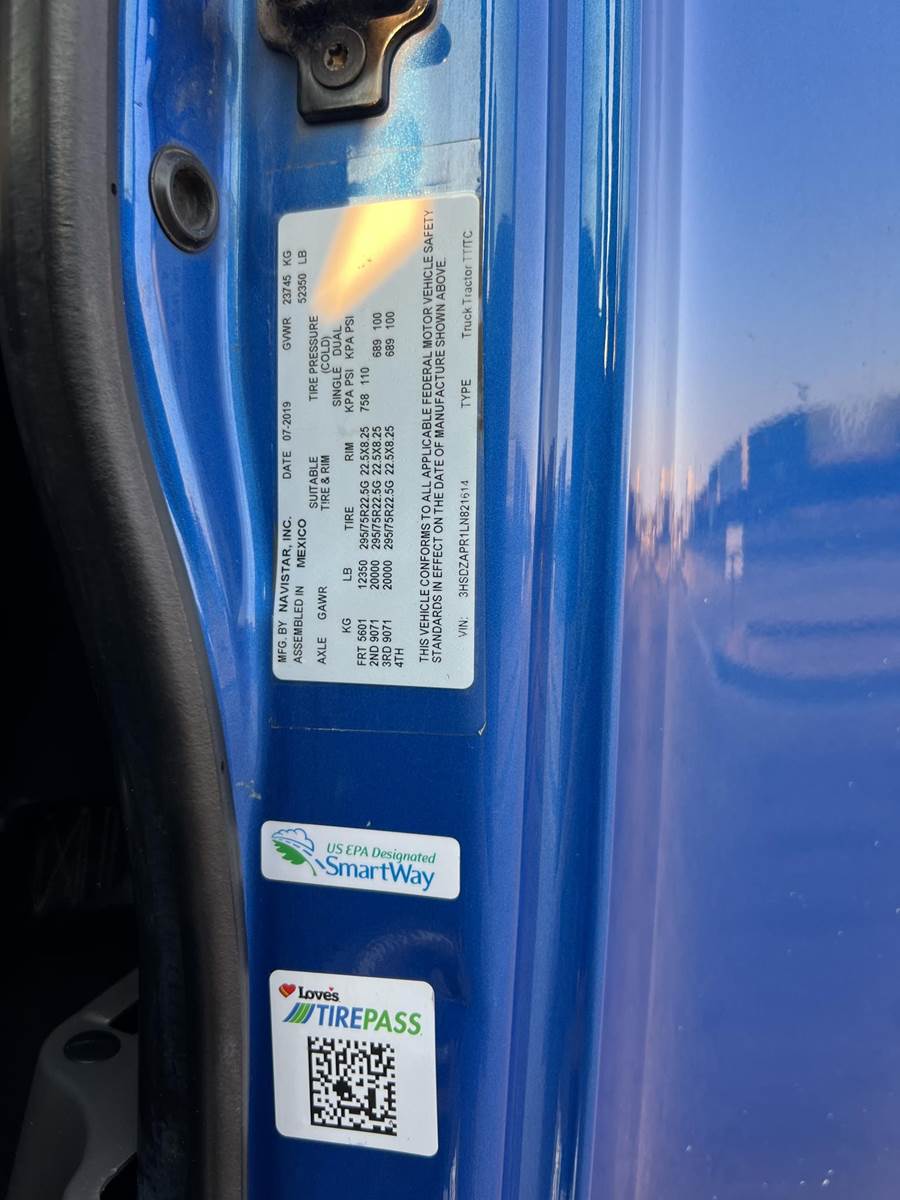 MFG. BY NAVISTAR, INC. DATE 07-2019 GVWR 23745 KG
ASSEMBLED IN MEXICO 52350 LB
AXLE GAWR SUITABLE TIRE & RIM TIRE PRESSURE (COLD)
SINGLE DUAL
KG LB TIRE RIM KPA PSI KPA PSI
FRT 5601 12350 295/75R22.5G 22.5X8.25 758 110
2ND 9071 20000 295/75R22.5G 22.5X8.25 689 100
3RD 9071 20000 295/75R22.5G 22.5X8.25 689 100
4TH
THIS VEHICLE CONFORMS TO ALL APPLICABLE FEDERAL MOTOR VEHICLE SAFETY
STANDARDS IN EFFECT ON THE DATE OF MANUFACTURE SHOWN ABOVE.
VIN: 3HSDZAPR1LN821614 TYPE Truck Tractor TT/TC
US EPA Designated
SmartWay
Love's
TIREPASS